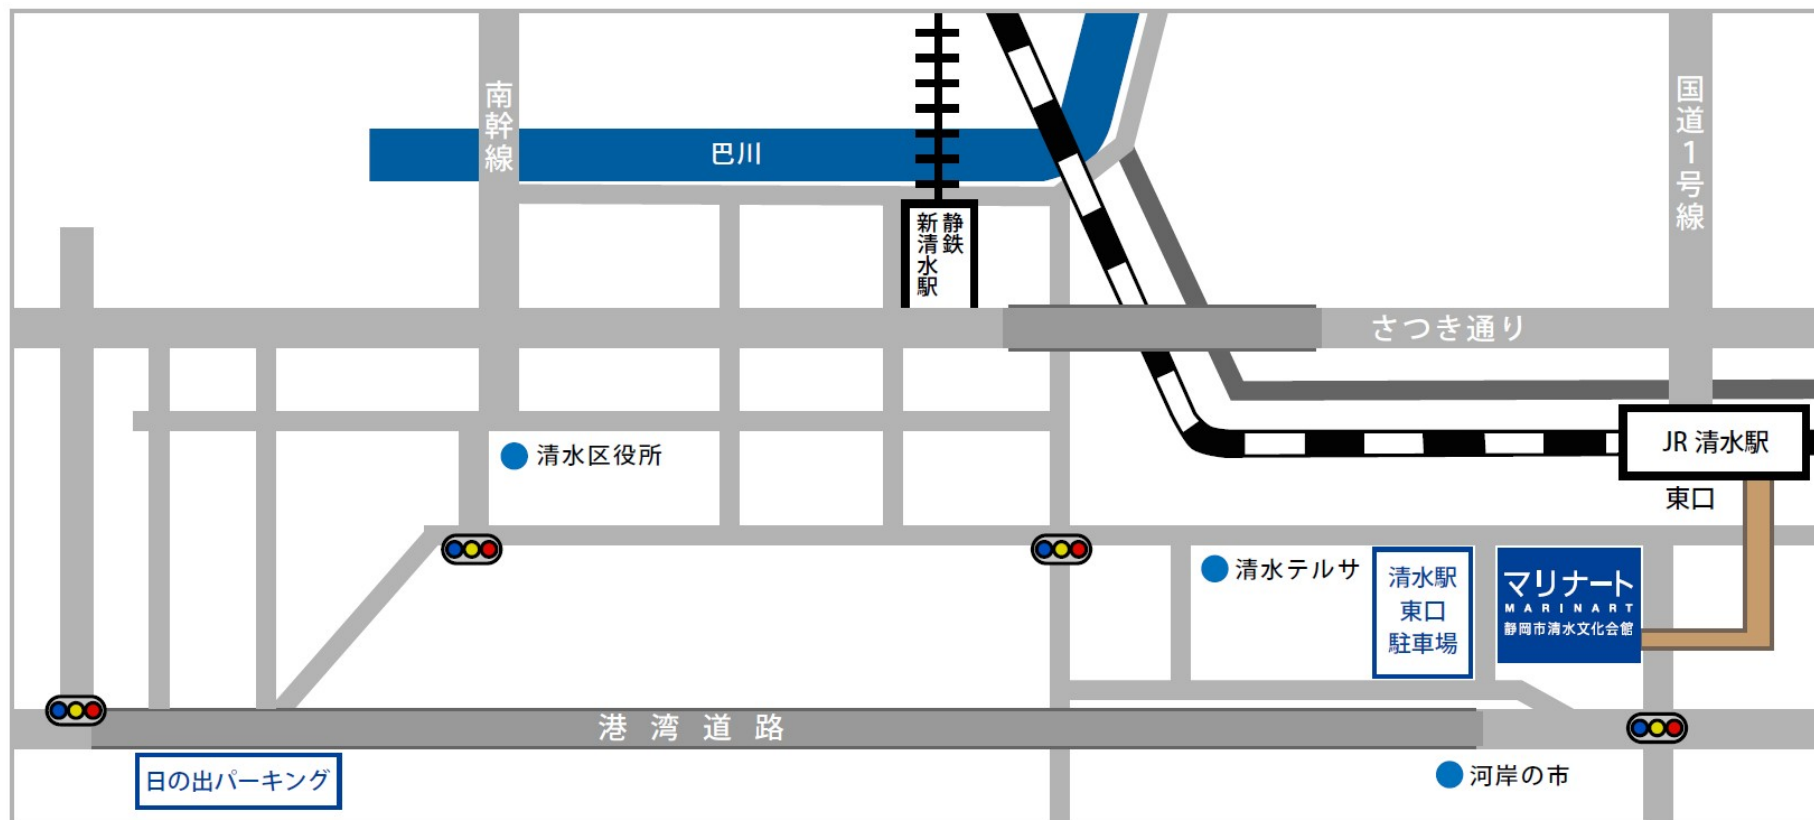 南幹線
国道1号線
巴川
静鉄
新清水駅
さつき通り
JR 清水駅
東口
清水区役所
清水テルサ
清水駅
東口
駐車場
マリナート
MARINART
静岡市清水文化会館
港湾道路
日の出パーキング
河岸の市